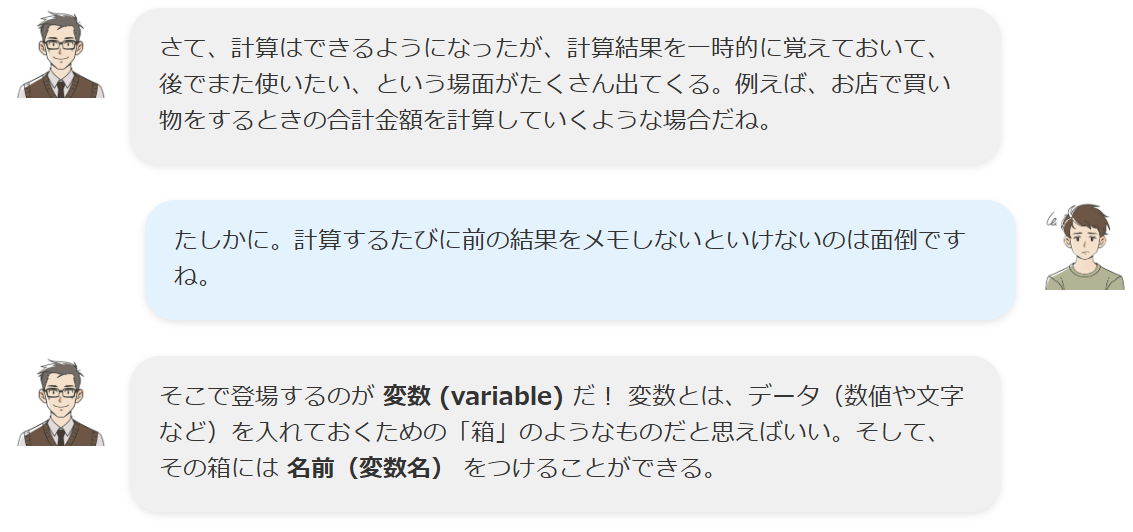 さて、計算はできるようになったが、計算結果を一時的に覚えておいて、
後でまた使いたい、という場面がたくさん出てくる。例えば、お店で買い
物をするときの合計金額を計算していくような場合だね。
たしかに。計算するたびに前の結果をメモしないといけないのは面倒です
ね。
そこで登場するのが 変数 (variable) だ！ 変数とは、データ（数値や文字
など）を入れておくための「箱」のようなものだと思えばいい。そして、
その箱には 名前（変数名） をつけることができる。